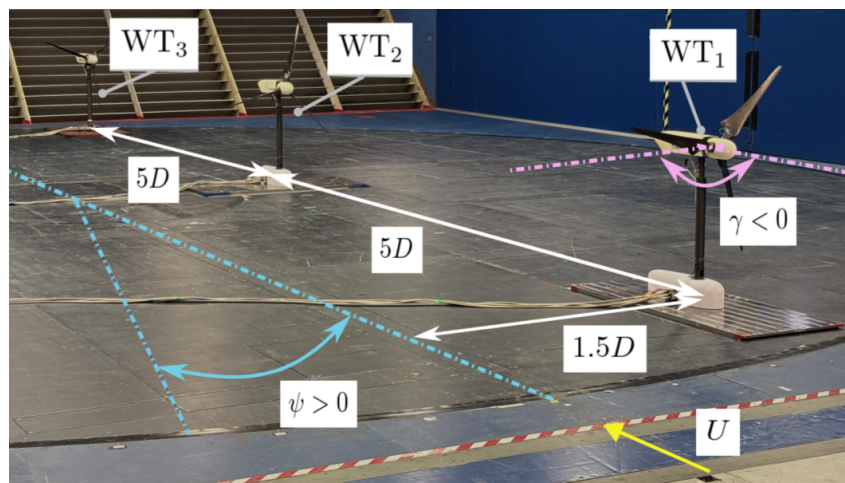 WT₃
WT₂
WT₁
5D
5D
γ < 0
1.5D
ψ > 0
U